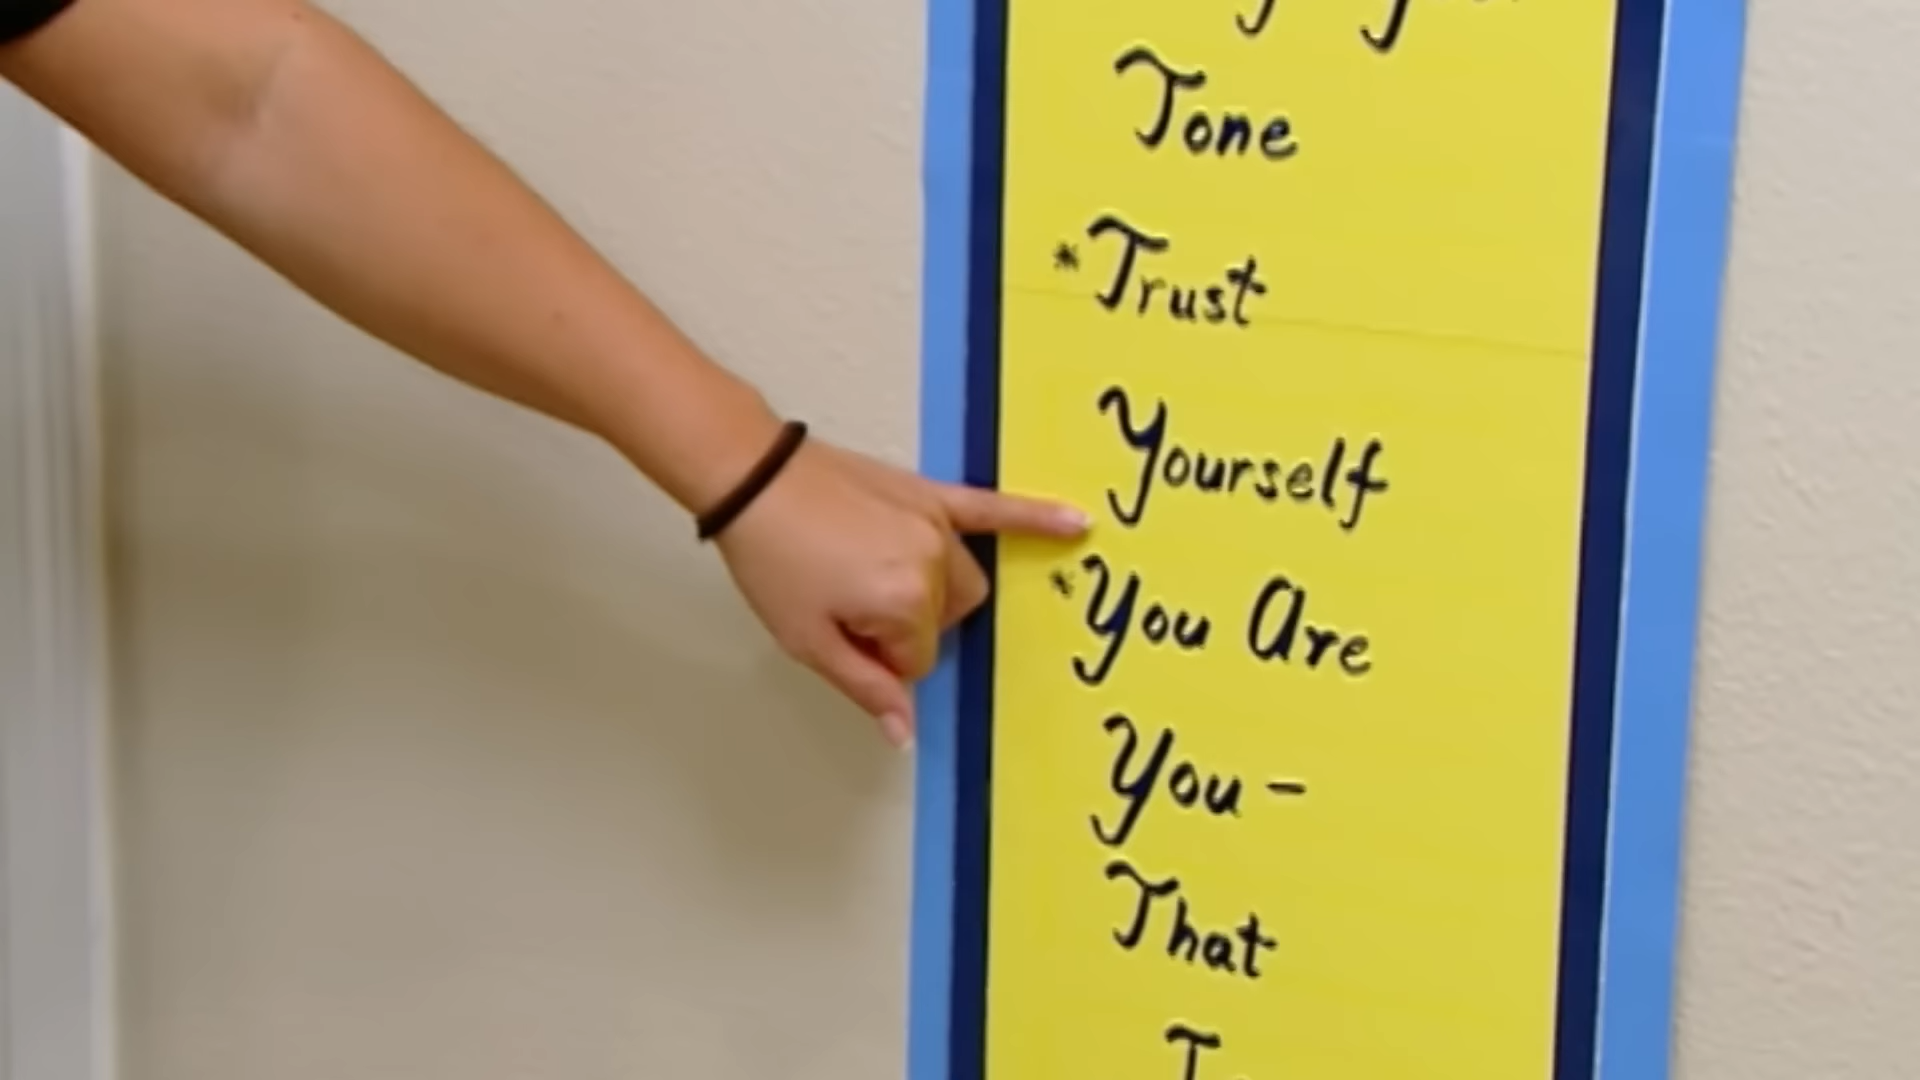 Tone
*Trust
Yourself
*You Are
You -
That